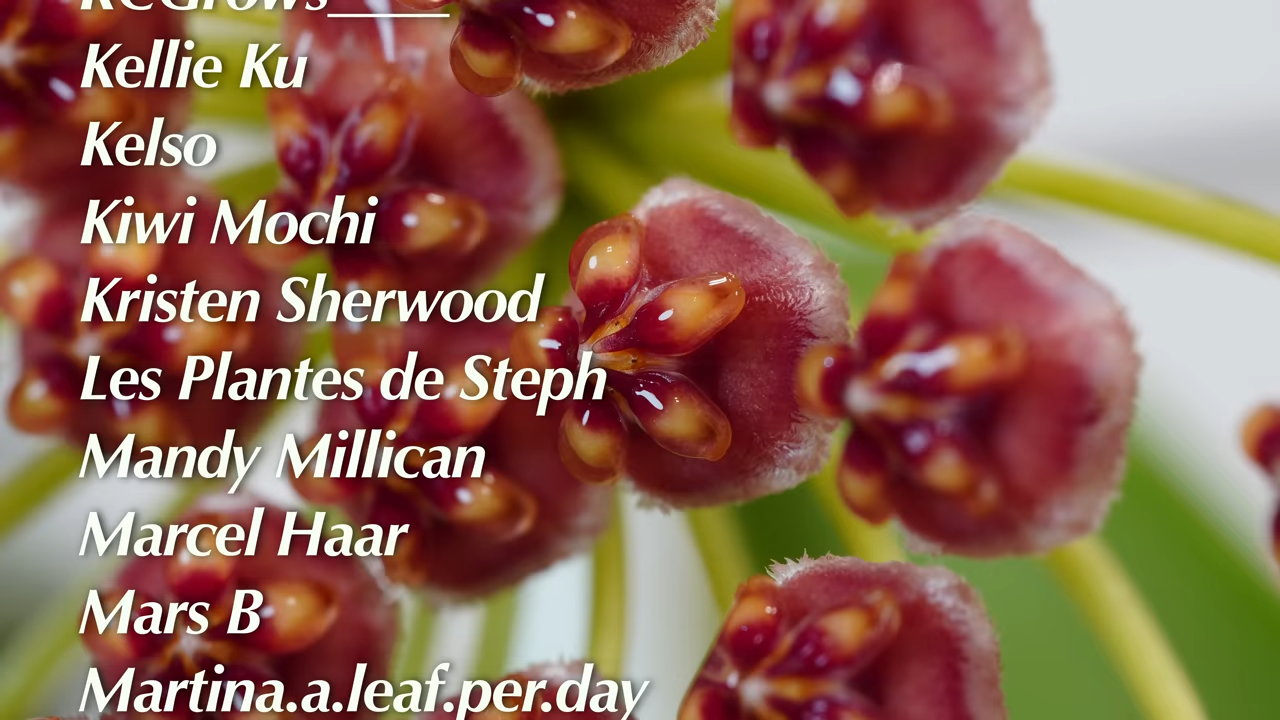 KCGrows____
Kellie Ku
Kelso
Kiwi Mochi
Kristen Sherwood
Les Plantes de Steph
Mandy Millican
Marcel Haar
Mars B
Martina.a.leaf.per.day